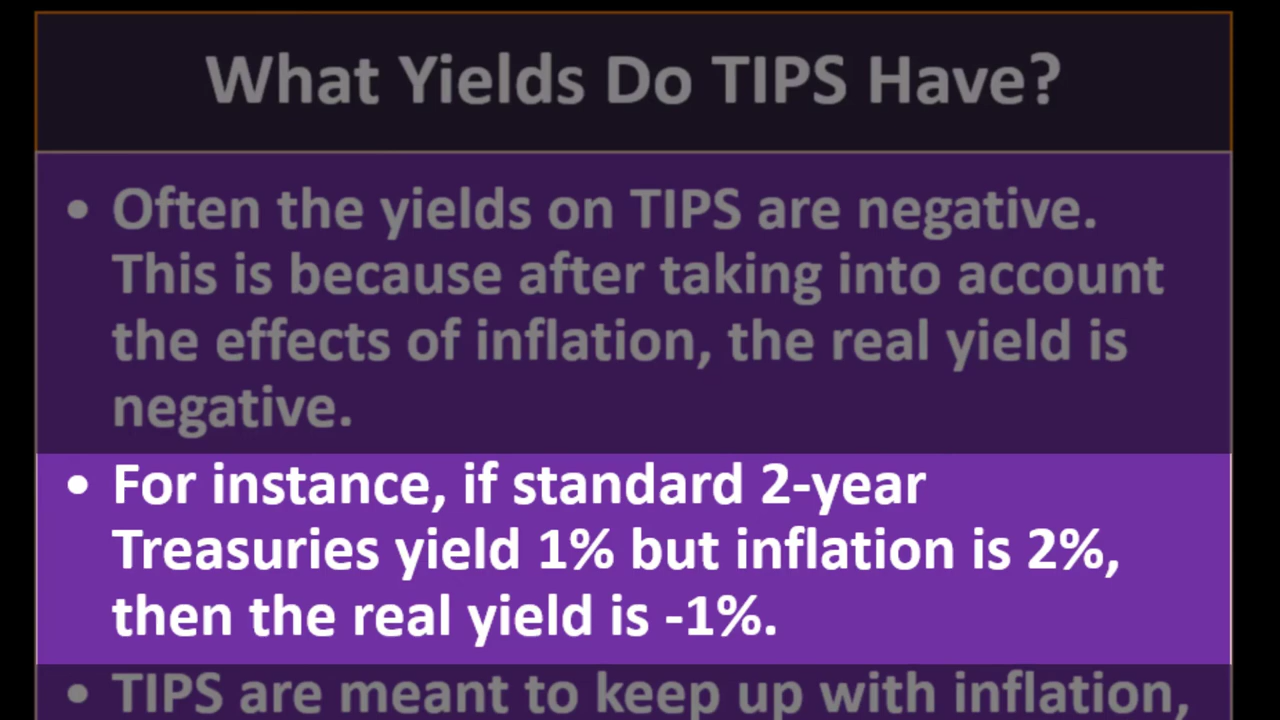 What Yields Do TIPS Have?
• Often the yields on TIPS are negative.
This is because after taking into account
the effects of inflation, the real yield is
negative.
• For instance, if standard 2-year
Treasuries yield 1% but inflation is 2%,
then the real yield is -1%.
• TIPS are meant to keep up with inflation,